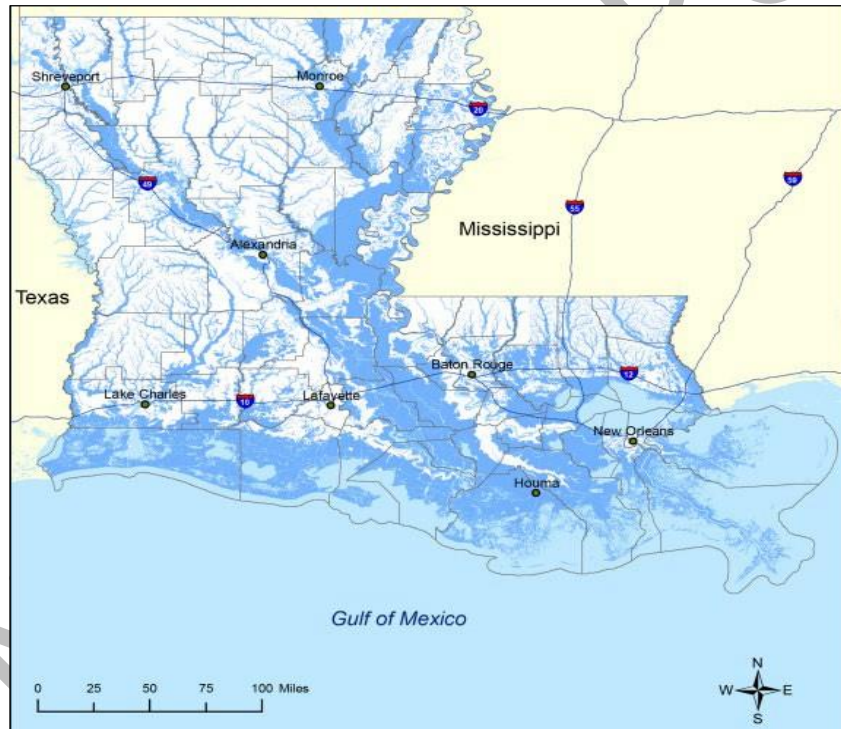 Shreveport
Monroe
20
49
55
59
Mississippi
Alexandria
Texas
Baton Rouge
12
Lake Charles
10
Lafayette
New Orleans
Houma
Gulf of Mexico
0 25 50 75 100 Miles
N
W E
S